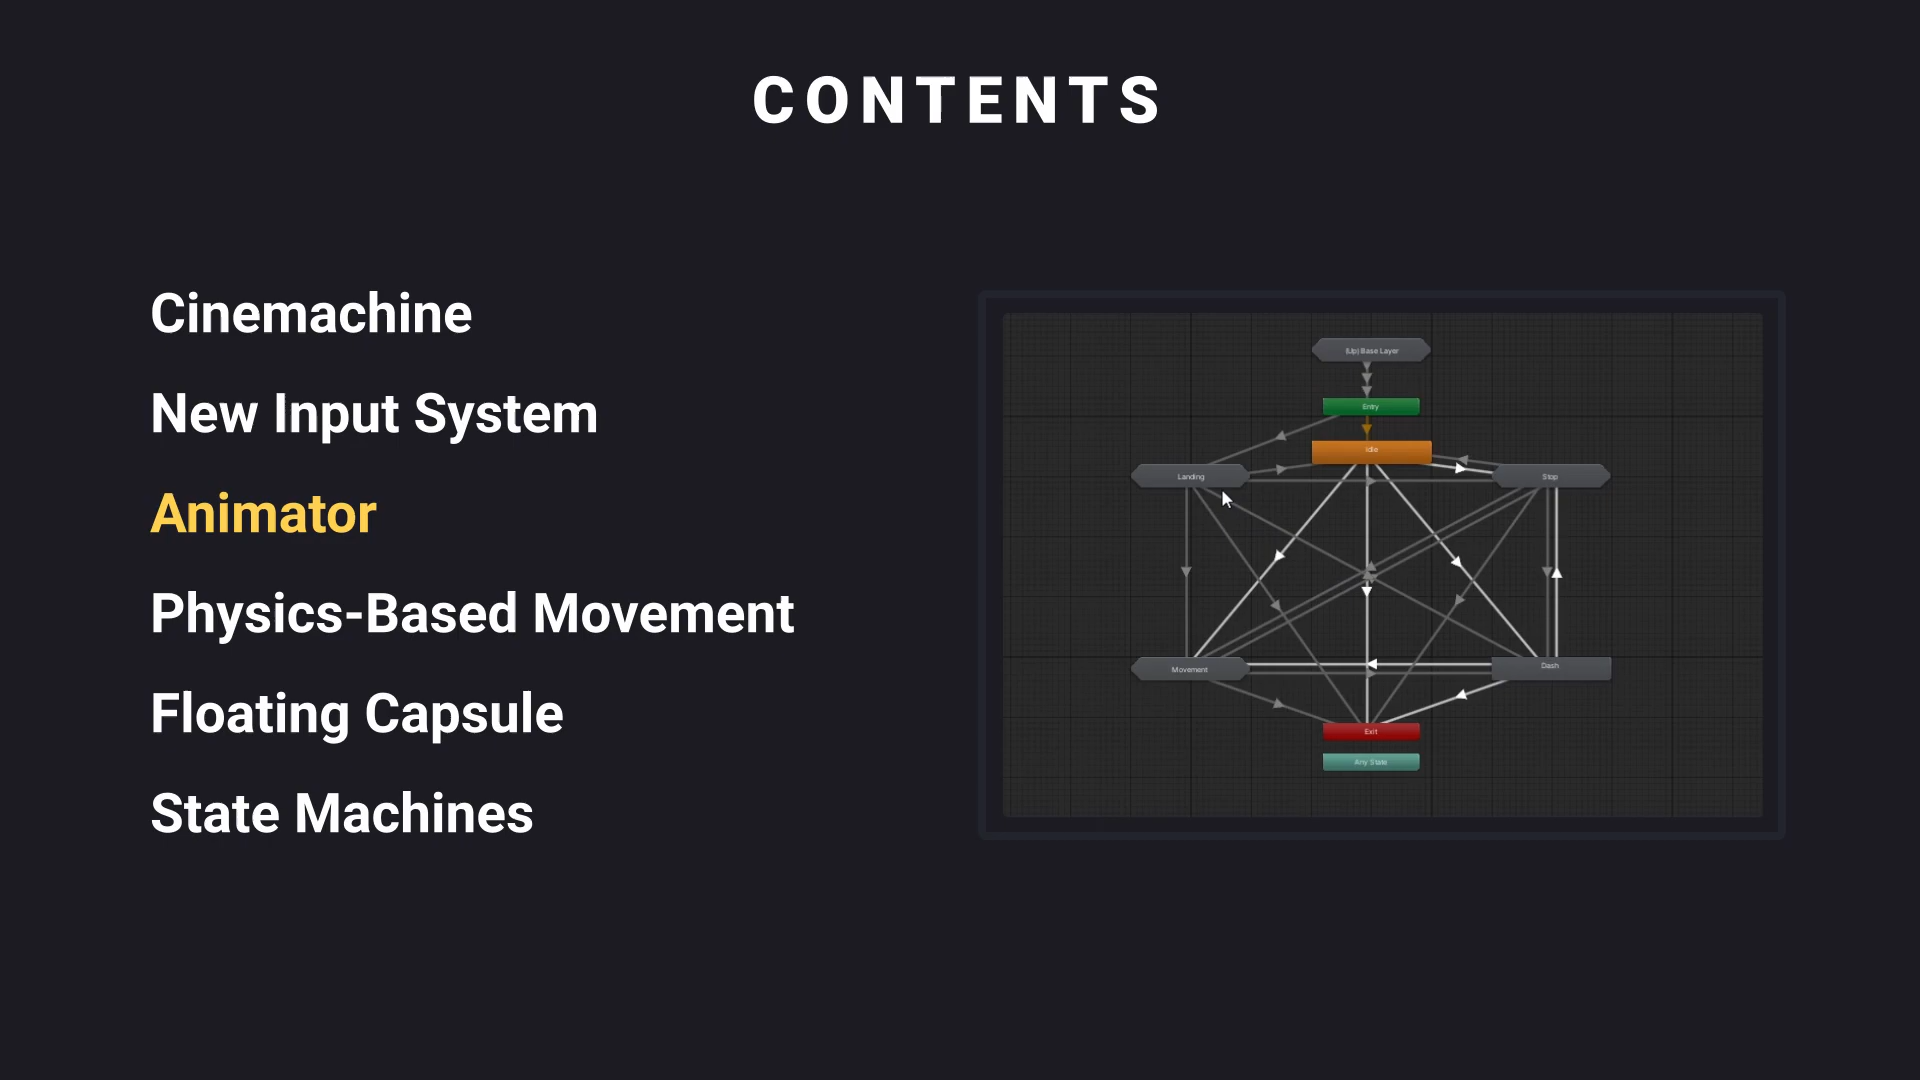 CONTENTS
Cinemachine
New Input System
Animator
Physics-Based Movement
Floating Capsule
State Machines
(Up) Base Layer
Entry
Idle
Landing
Stop
Movement
Dash
Exit
Any State